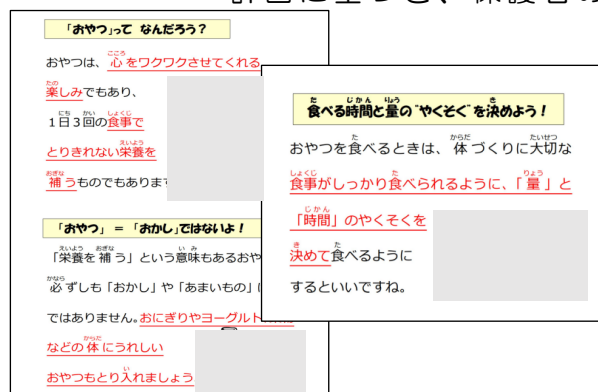 「おやつ」って なんだろう？
おやつは、心をワクワクさせてくれる
楽しみでもあり、
１日３回の食事で
とりきれない栄養を
補うものでもありま
「おやつ」＝「おかし」ではないよ！
「栄養を補う」という意味もあるおや
必ずしも「おかし」や「あまいもの」
ではありません。おにぎりやヨーグルト
などの体にうれしい
おやつもとり入れましょう
食べる時間と量の“やくそく”を決めよう！
おやつを食べるときは、体づくりに大切な
食事がしっかり食べられるように、「量」と
「時間」のやくそくを
決めて食べるように
するといいですね。